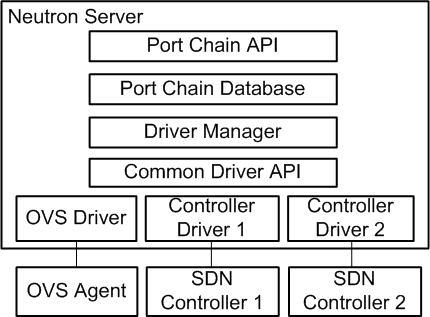 Neutron Server
Port Chain API
Port Chain Database
Driver Manager
Common Driver API
OVS Driver
Controller
Driver 1
Controller
Driver 2
OVS Agent
SDN
Controller 1
SDN
Controller 2